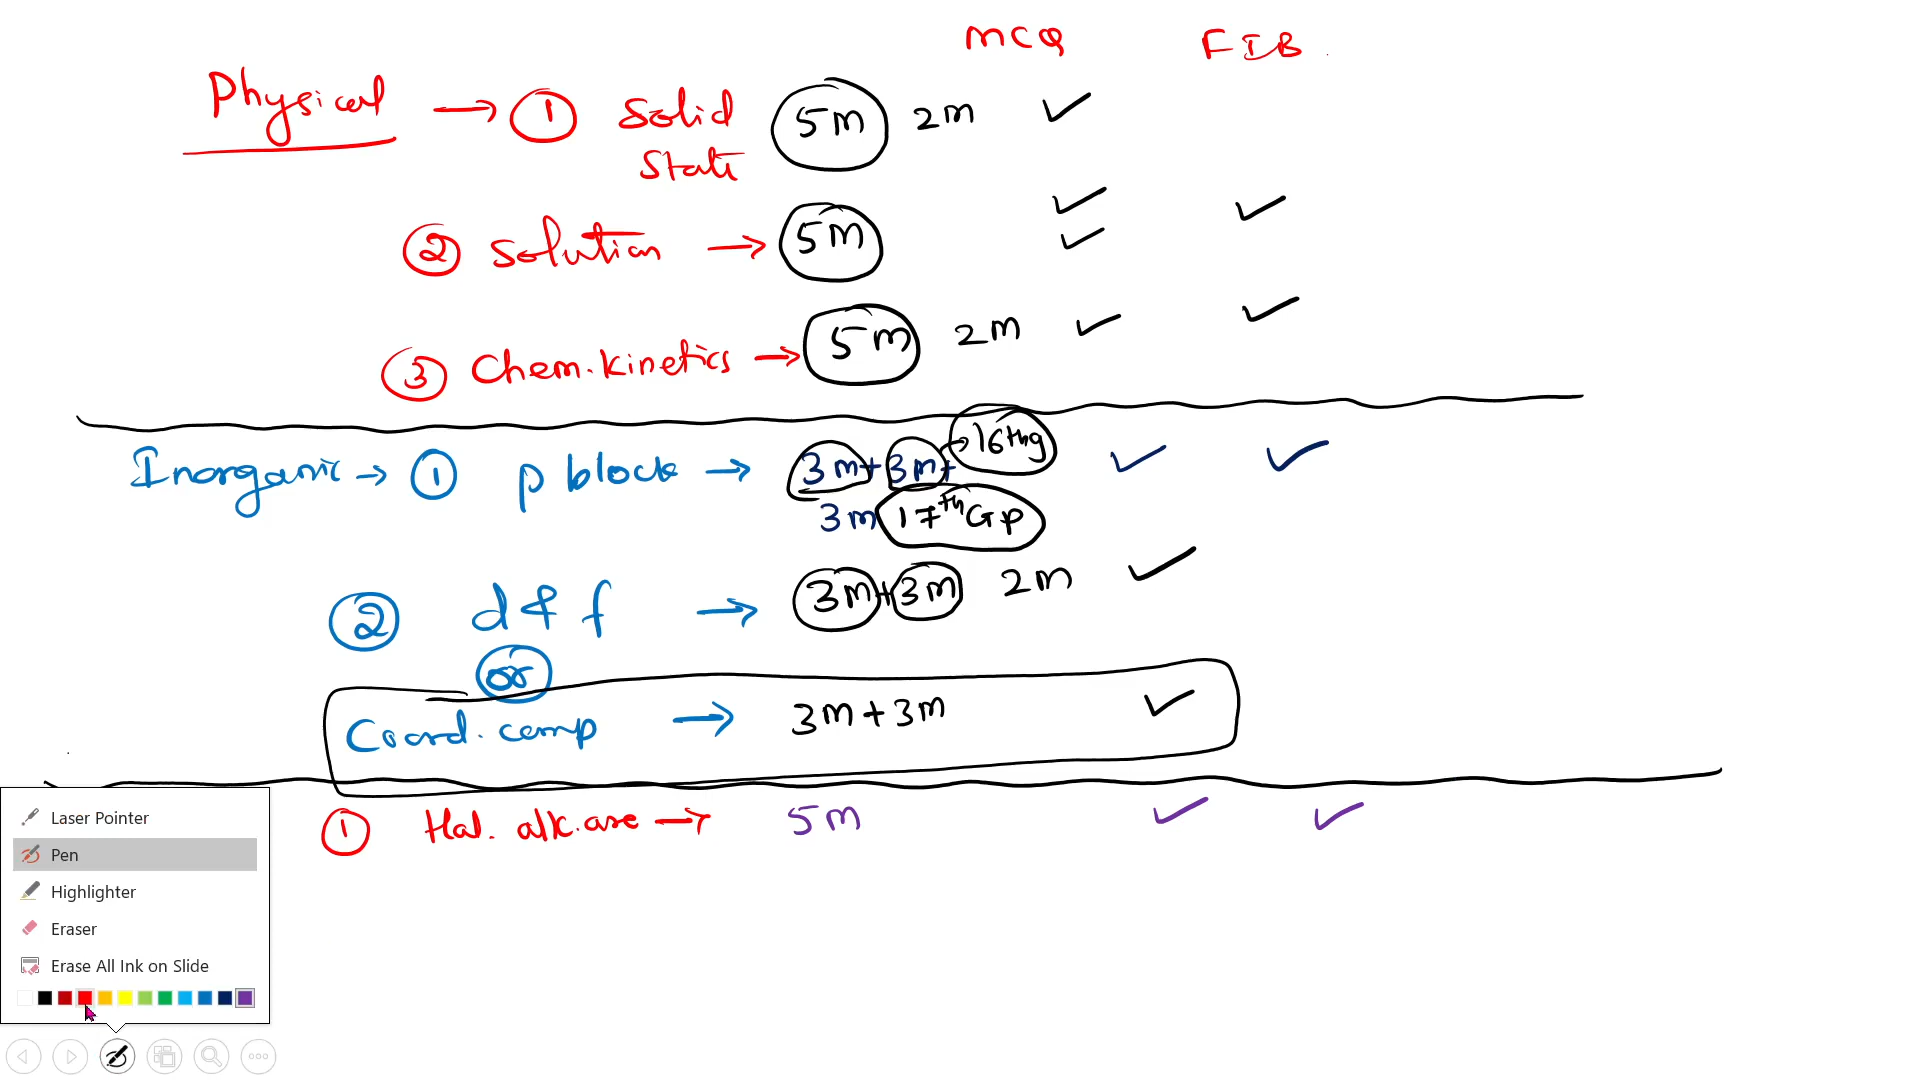 MCQ FIB
Physical → ① Solid State 5m 2m ✓
② Solution → 5m ✓ ✓ ✓
③ Chem. kinetics → 5m 2m ✓ ✓
Inorganic → ① p block → 3m + 3m + → 16th g ✓ ✓
3m 17th Gp
② d & f → 3m + 3m 2m ✓
or
Coord. comp → 3m + 3m ✓
① Hal. alk. are → 5m ✓ ✓
Laser Pointer
Pen
Highlighter
Eraser
Erase All Ink on Slide